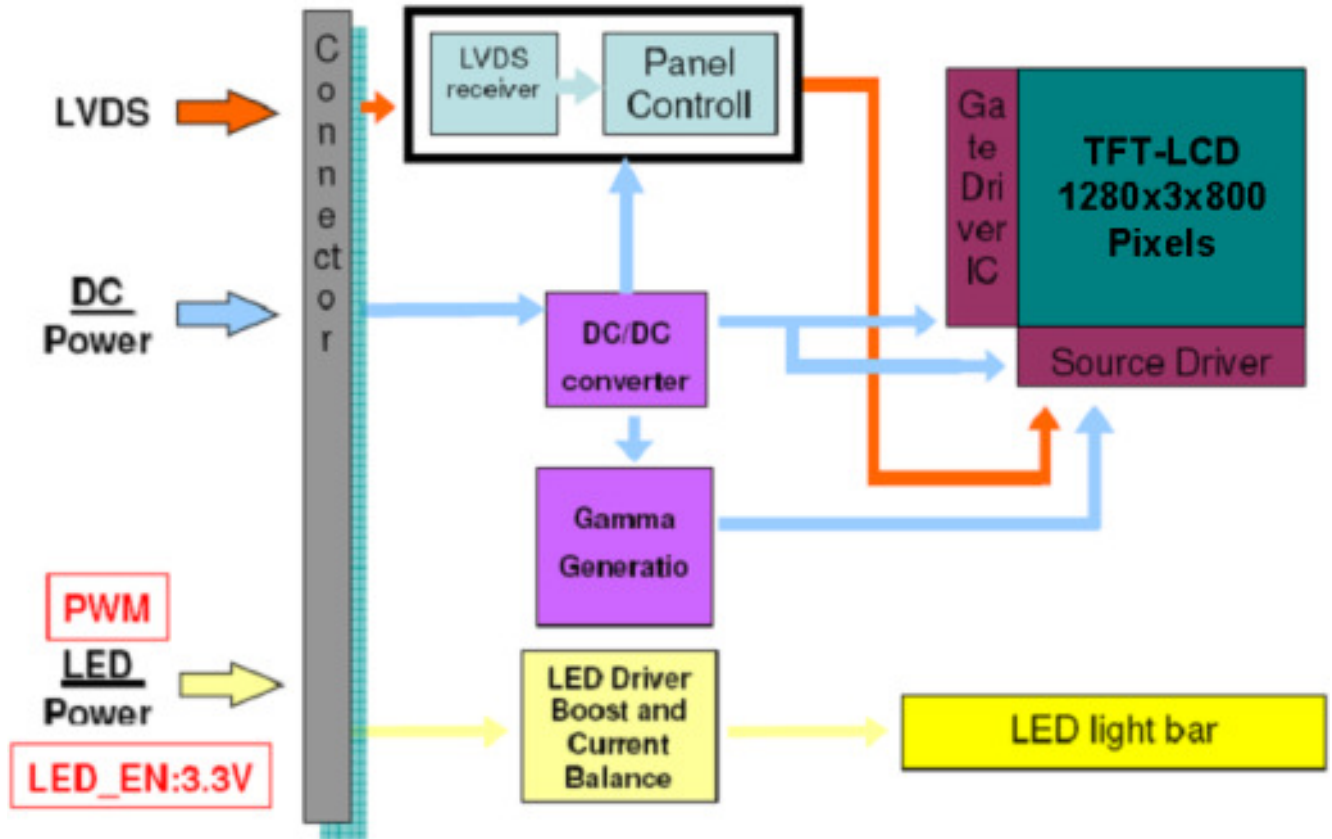 LVDS
DC
Power
PWM
LED
Power
LED_EN:3.3V
C
o
n
n
e
ct
o
r
LVDS
receiver
Panel
Controll
DC/DC
converter
Gamma
Generatio
LED Driver
Boost and
Current
Balance
Ga
te
Dri
ver
IC
TFT-LCD
1280x3x800
Pixels
Source Driver
LED light bar